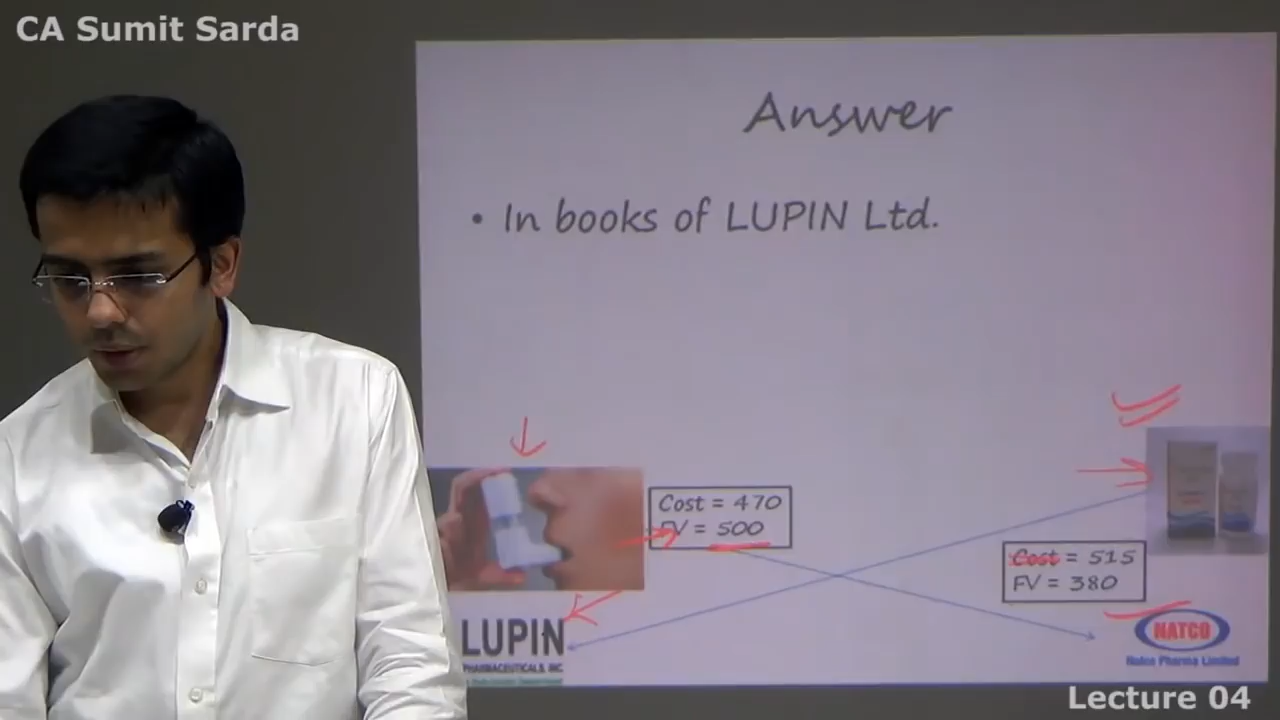 CA Sumit Sarda
Answer
• In books of LUPIN Ltd.
Cost = 470
FV = 500
Cost = 515
FV = 380
LUPIN
PHARMACEUTICALS, INC
NATCO
Natco Pharma Limited
Lecture 04